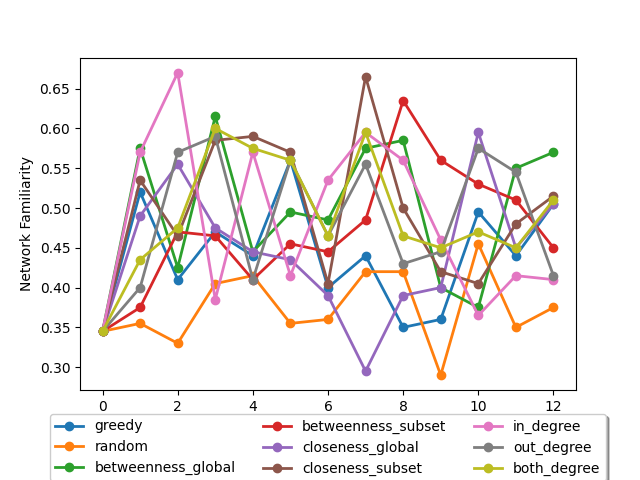 Network Familiarity
0.65
0.60
0.55
0.50
0.45
0.40
0.35
0.30
0 2 4 6 8 10 12
greedy betweenness_subset in_degree
random closeness_global out_degree
betweenness_global closeness_subset both_degree